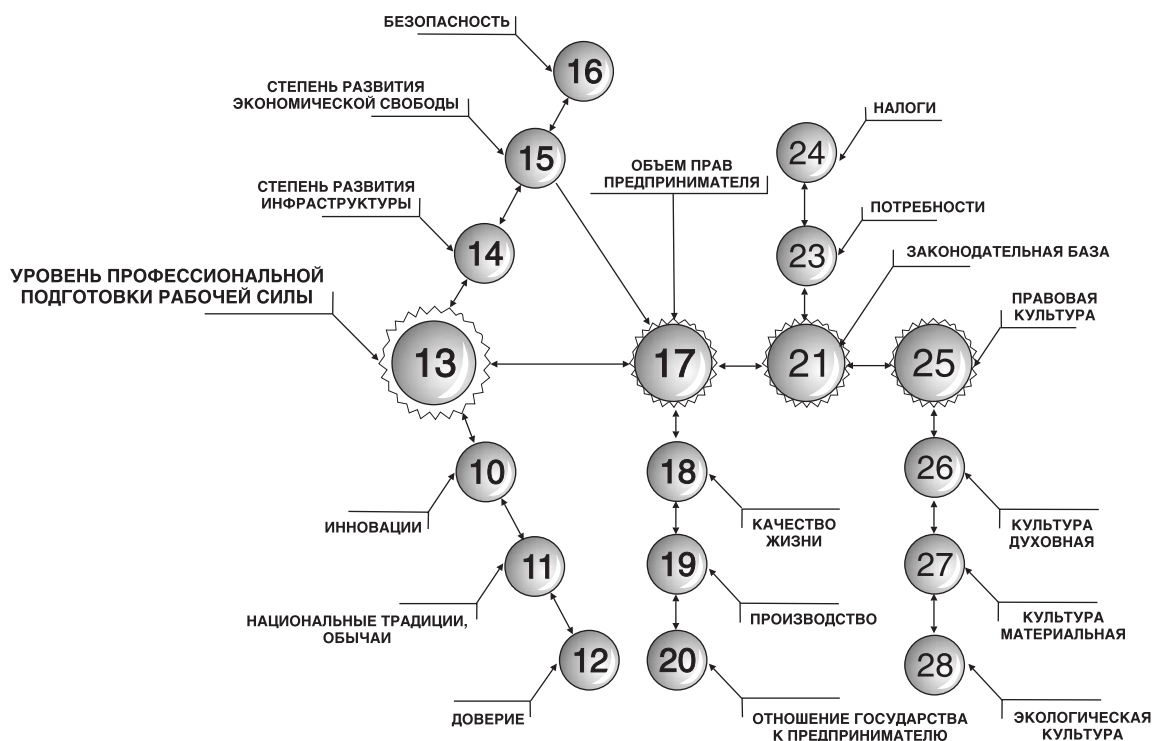 БЕЗОПАСНОСТЬ
16
СТЕПЕНЬ РАЗВИТИЯ
ЭКОНОМИЧЕСКОЙ СВОБОДЫ
15
НАЛОГИ
24
ОБЪЕМ ПРАВ
ПРЕДПРИНИМАТЕЛЯ
СТЕПЕНЬ РАЗВИТИЯ
ИНФРАСТРУКТУРЫ
14
ПОТРЕБНОСТИ
23
ЗАКОНОДАТЕЛЬНАЯ БАЗА
УРОВЕНЬ ПРОФЕССИОНАЛЬНОЙ
ПОДГОТОВКИ РАБОЧЕЙ СИЛЫ
ПРАВОВАЯ
КУЛЬТУРА
13
17
21
25
10
18
26
ИННОВАЦИИ
КАЧЕСТВО
ЖИЗНИ
КУЛЬТУРА
ДУХОВНАЯ
11
19
27
НАЦИОНАЛЬНЫЕ ТРАДИЦИИ,
ОБЫЧАИ
ПРОИЗВОДСТВО
КУЛЬТУРА
МАТЕРИАЛЬНАЯ
12
20
28
ДОВЕРИЕ
ОТНОШЕНИЕ ГОСУДАРСТВА
К ПРЕДПРИНИМАТЕЛЮ
ЭКОЛОГИЧЕСКАЯ
КУЛЬТУРА